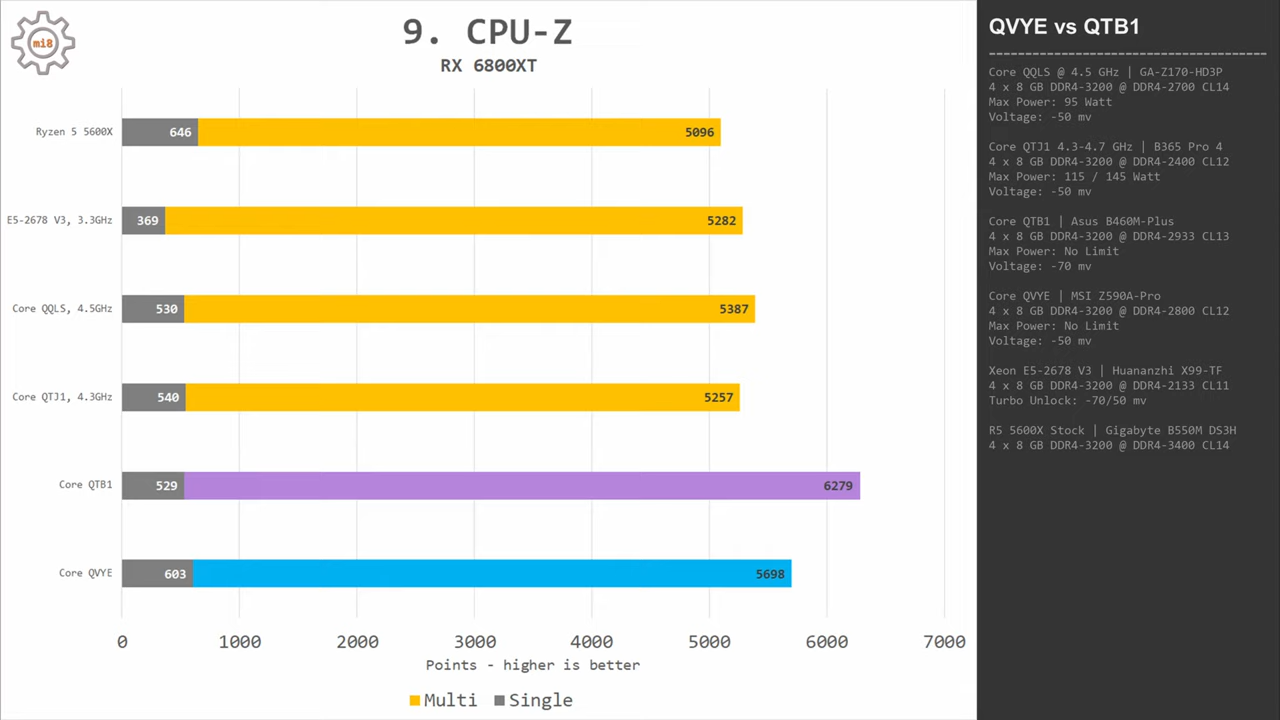 mi8
9. CPU-Z
RX 6800XT
Ryzen 5 5600X 646 5096
E5-2678 V3, 3.3GHz 369 5282
Core QQLS, 4.5GHz 530 5387
Core QTJ1, 4.3GHz 540 5257
Core QTB1 529 6279
Core QVYE 603 5698
0 1000 2000 3000 4000 5000 6000 7000
Points - higher is better
Multi Single
QVYE vs QTB1
--------------------------------------
Core QQLS @ 4.5 GHz | GA-Z170-HD3P
4 x 8 GB DDR4-3200 @ DDR4-2700 CL14
Max Power: 95 Watt
Voltage: -50 mv
Core QTJ1 4.3-4.7 GHz | B365 Pro 4
4 x 8 GB DDR4-3200 @ DDR4-2400 CL12
Max Power: 115 / 145 Watt
Voltage: -50 mv
Core QTB1 | Asus B460M-Plus
4 x 8 GB DDR4-3200 @ DDR4-2933 CL13
Max Power: No Limit
Voltage: -70 mv
Core QVYE | MSI Z590A-Pro
4 x 8 GB DDR4-3200 @ DDR4-2800 CL12
Max Power: No Limit
Voltage: -50 mv
Xeon E5-2678 V3 | Huananzhi X99-TF
4 x 8 GB DDR4-3200 @ DDR4-2133 CL11
Turbo Unlock: -70/50 mv
R5 5600X Stock | Gigabyte B550M DS3H
4 x 8 GB DDR4-3200 @ DDR4-3400 CL14